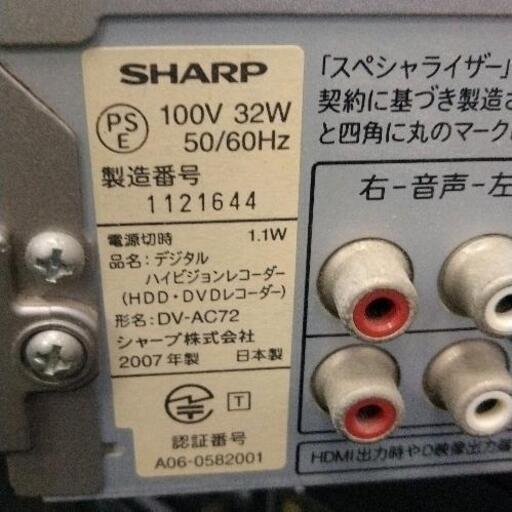 SHARP
PS
E
100V 32W
50/60Hz
製造番号
1121644
電源切時 1.1W
品名:デジタル
ハイビジョンレコーダー
(HDD・DVDレコーダー)
形名:DV-AC72
シャープ株式会社
2007年製 日本製
T
認証番号
A06-0582001
「スペシャライザー」
契約に基づき製造さ
と四角に丸のマーク
右-音声-左
HDMI出力時やD映像出力